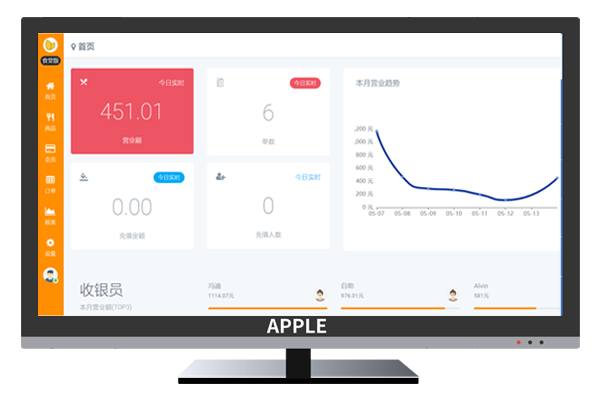 食堂版
首页
首页
商品
会员
订单
报表
设置
今日实时
451.01
营业额
今日实时
6
单数
今日实时
0.00
充值金额
今日实时
0
充值人数
本月营业趋势
,200 元
,000 元
800 元
600 元
400 元
200 元
0 元
05-07
05-08
05-09
05-10
05-11
05-12
05-13
收银员
本月营业额(TOP3)
冯迪
1114.07元
自助
976.01元
Alvin
581元
APPLE